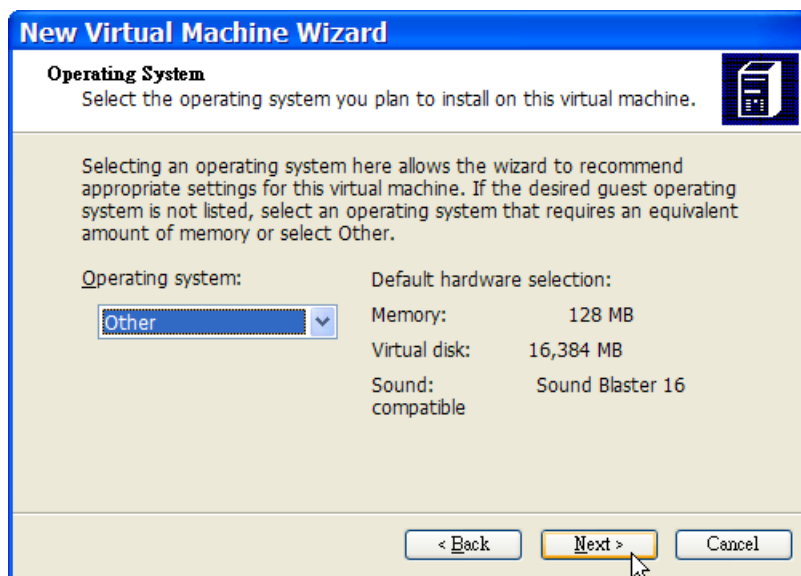 New Virtual Machine Wizard
Operating System
Select the operating system you plan to install on this virtual machine.
Selecting an operating system here allows the wizard to recommend
appropriate settings for this virtual machine. If the desired guest operating
system is not listed, select an operating system that requires an equivalent
amount of memory or select Other.
Operating system:
Other
Default hardware selection:
Memory: 128 MB
Virtual disk: 16,384 MB
Sound: Sound Blaster 16
compatible
< Back Next > Cancel